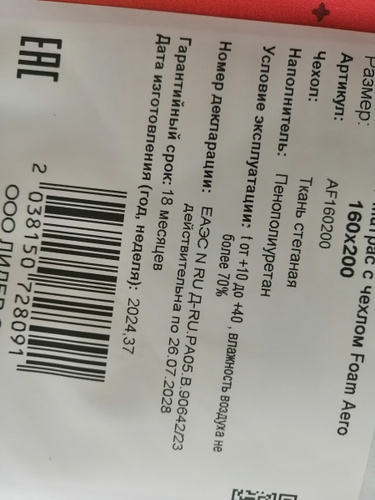 Матрас с чехлом Foam Aero
Размер: 160x200
Артикул: AF160200
Чехол: Ткань стеганая
Наполнитель: Пенополиуретан
Условие эксплуатации: t от +10 до +40 , влажность воздуха не
более 70%
Номер декларации: ЕАЭС N RU Д-RU.РА05.В.90642/23
действительна по 26.07.2028
Гарантийный срок: 18 месяцев
Дата изготовления (год, неделя): 2024,37
EAC
2 038150 728091
ООО